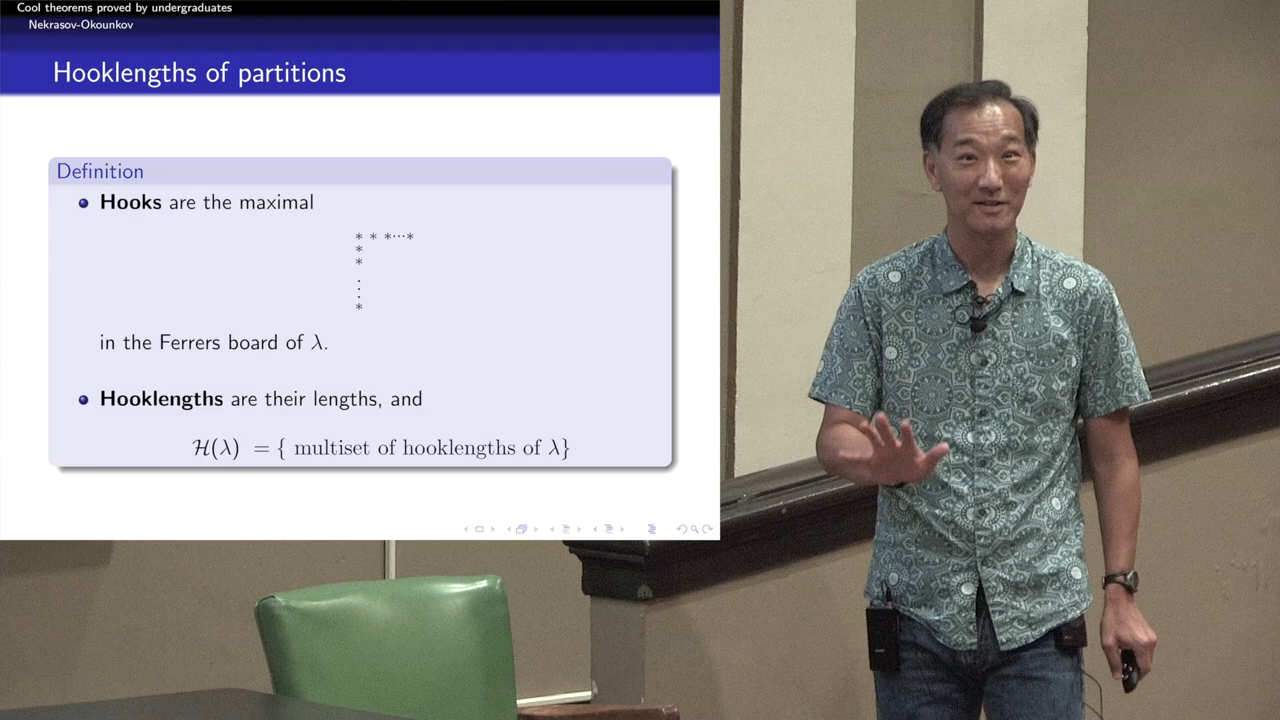 Cool theorems proved by undergraduates
Nekrasov-Okounkov
Hooklengths of partitions
Definition
Hooks are the maximal
* * *···*
*
*
⋮
*
in the Ferrers board of λ.
Hooklengths are their lengths, and
ℋ(λ) = { multiset of hooklengths of λ}